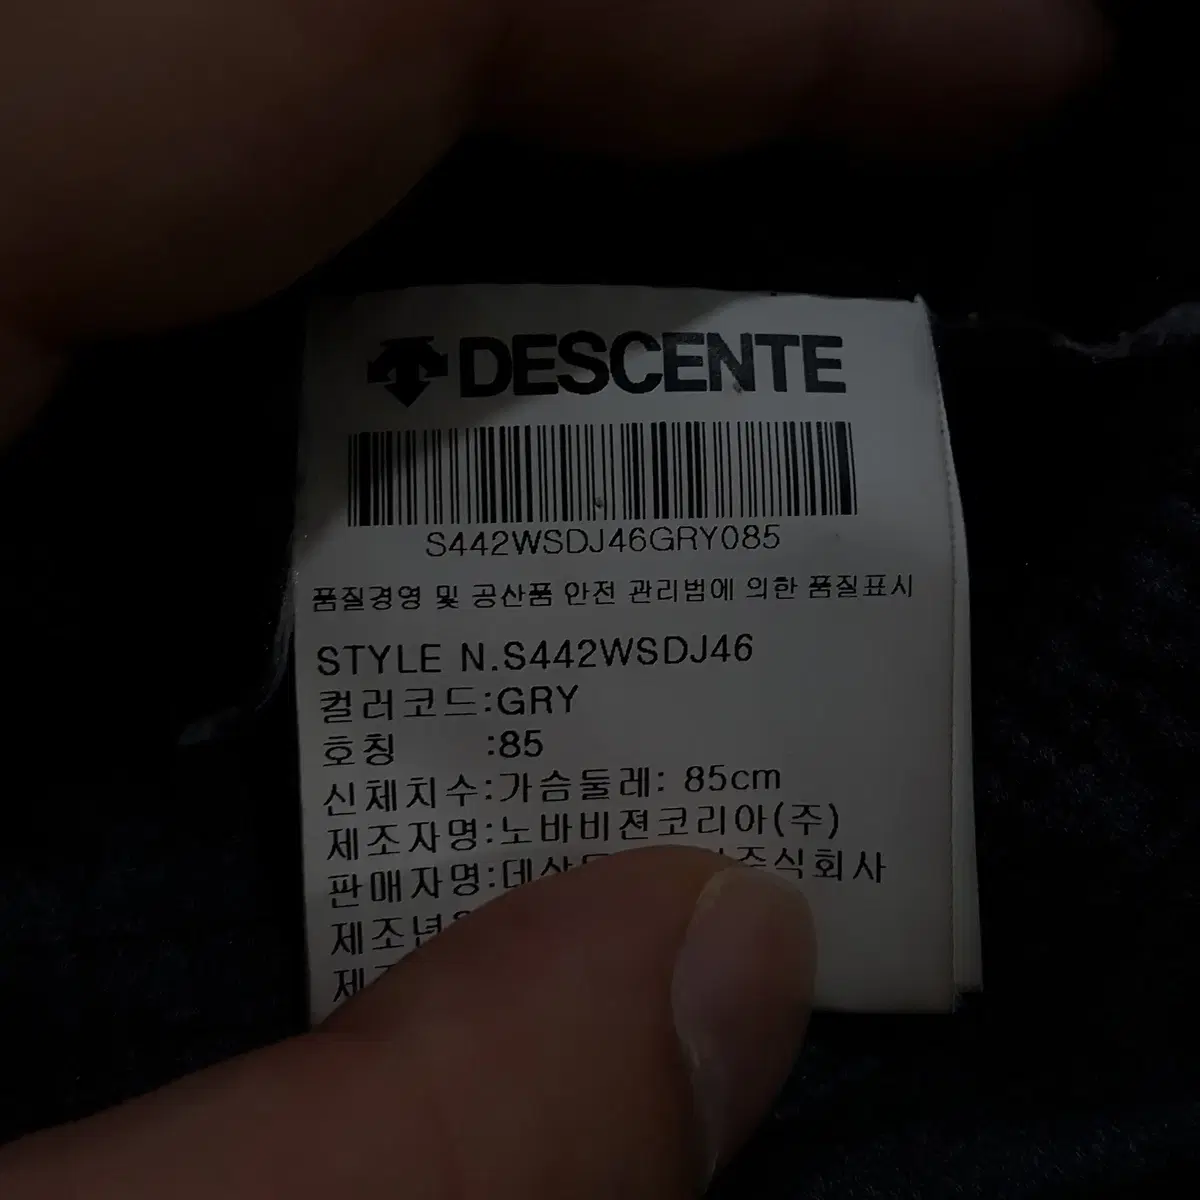 DESCENTE
S442WSDJ46GRY085
품질경영 및 공산품 안전 관리법에 의한 품질표시
STYLE N.S442WSDJ46
컬러코드:GRY
호칭 :85
신체치수:가슴둘레: 85cm
제조자명:노바비젼코리아(주)
판매자명: